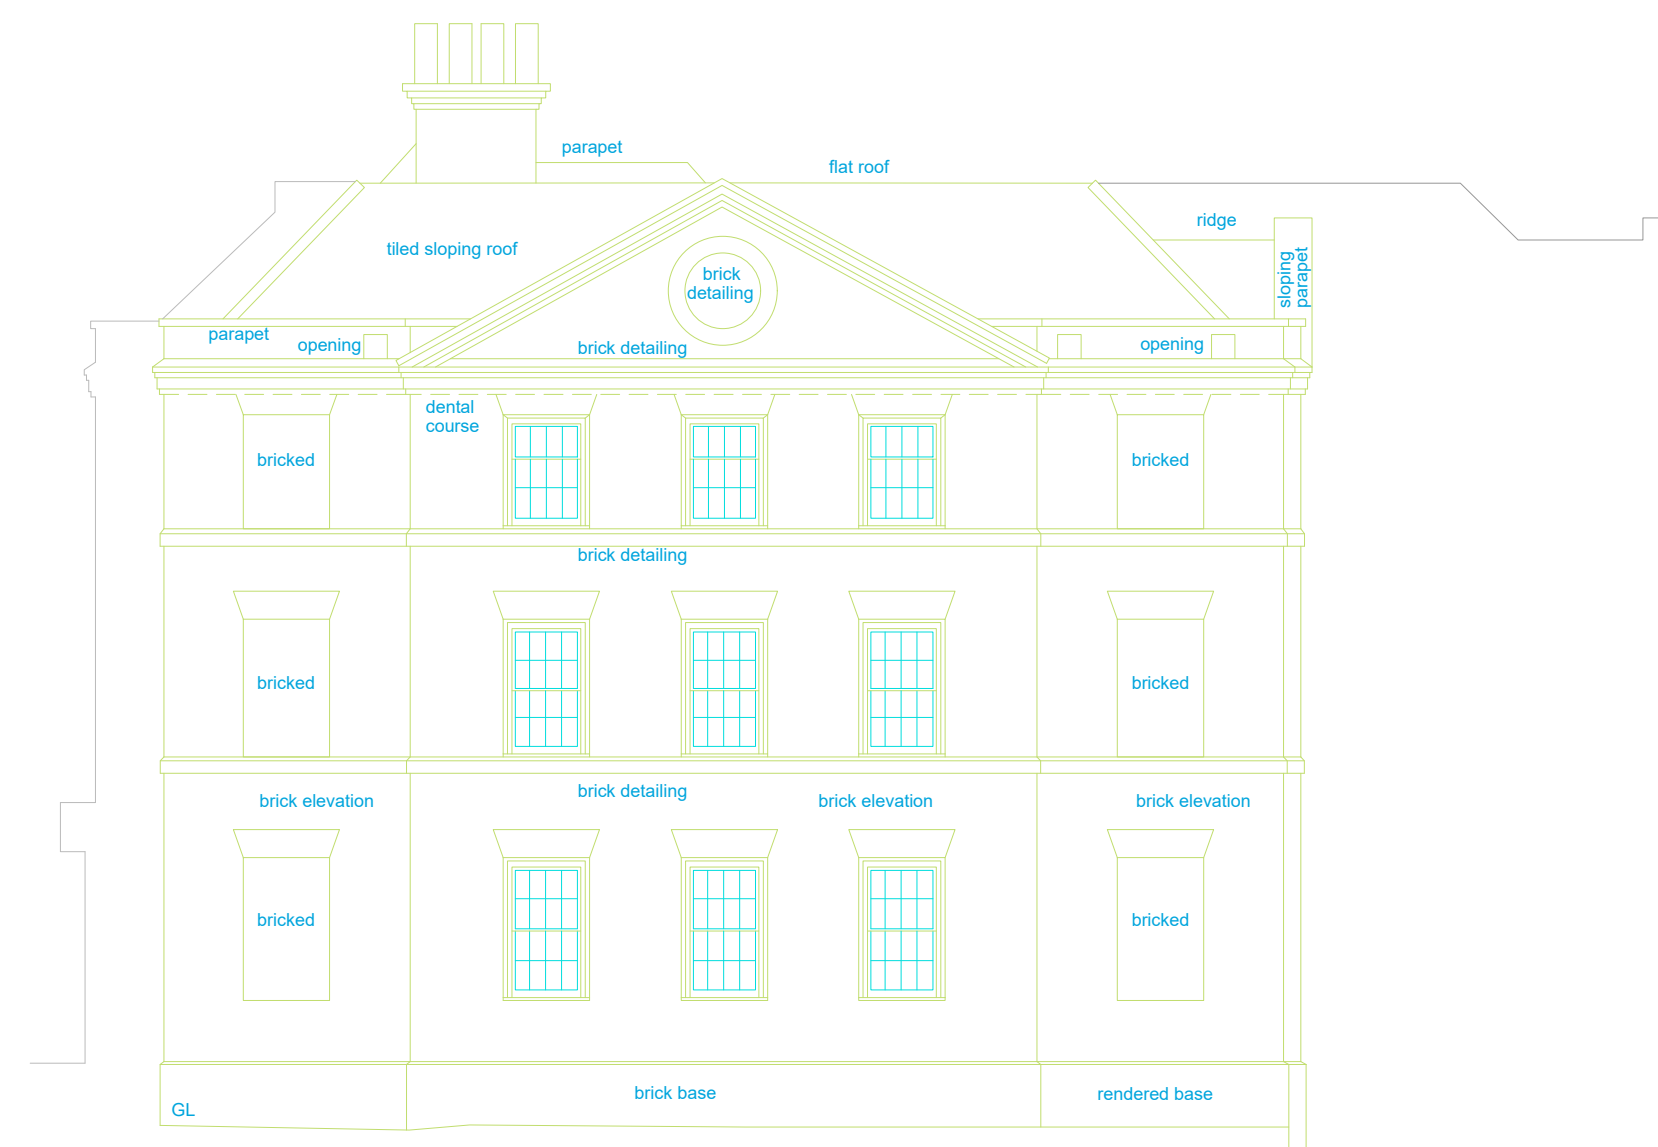 parapet
flat roof
ridge
tiled sloping roof
sloping
parapet
brick
detailing
parapet
opening
brick detailing
opening
dental
course
bricked
bricked
brick detailing
bricked
bricked
brick detailing
brick elevation
brick elevation
brick elevation
bricked
bricked
brick base
rendered base
GL